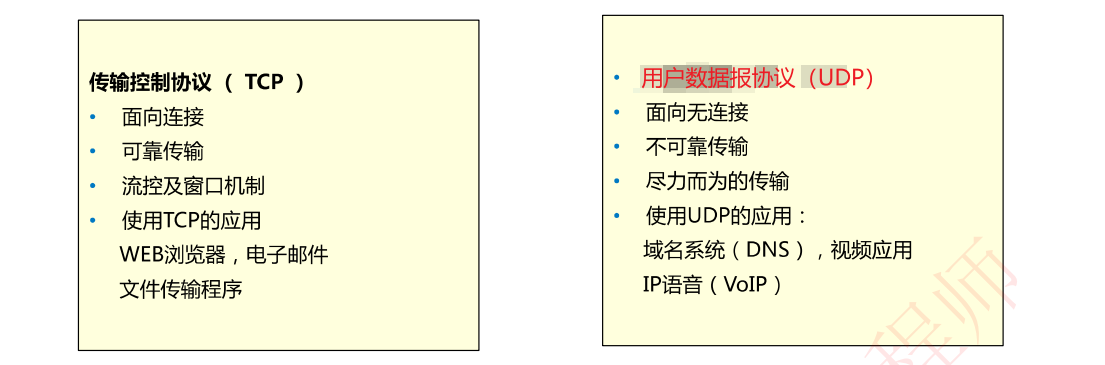 传输控制协议（ TCP ）
• 面向连接
• 可靠传输
• 流控及窗口机制
• 使用TCP的应用
WEB浏览器，电子邮件
文件传输程序
• 用户数据报协议（UDP）
• 面向无连接
• 不可靠传输
• 尽力而为的传输
• 使用UDP的应用：
域名系统（DNS），视频应用
IP语音（VoIP）
程师